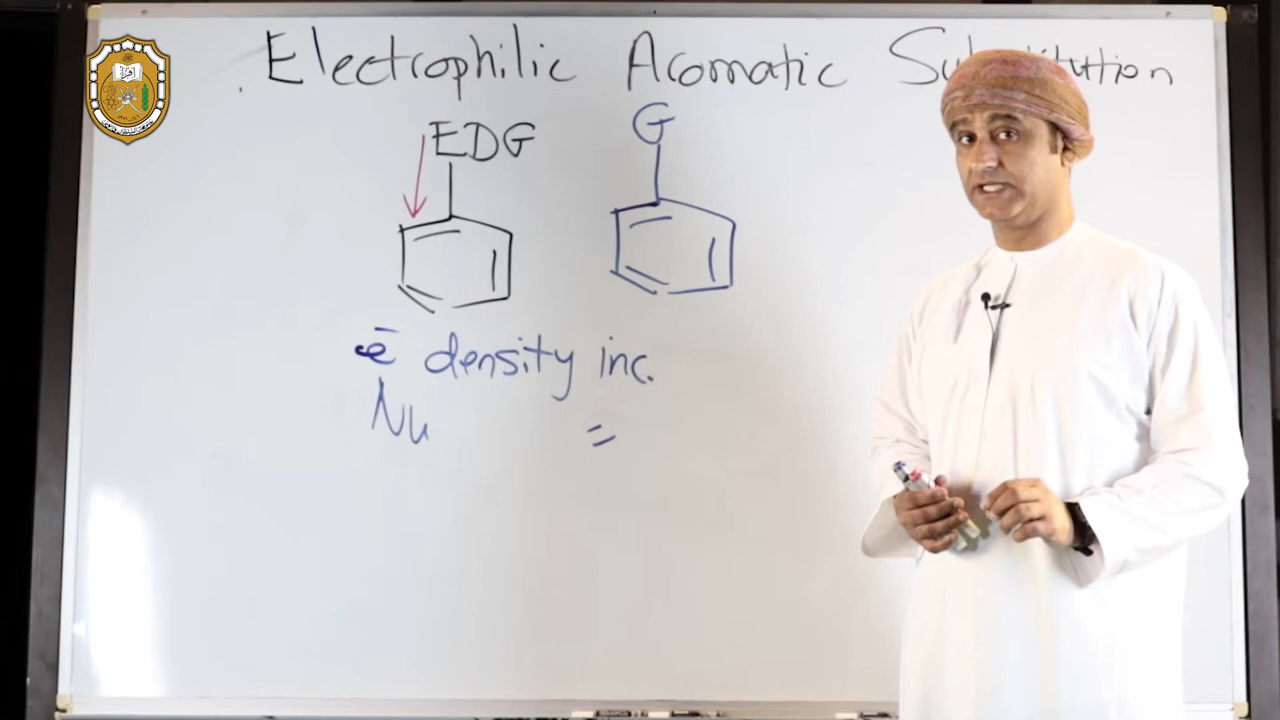 Electrophilic Aromatic Substitution
EDG
G
e̅ density inc.
Nu =